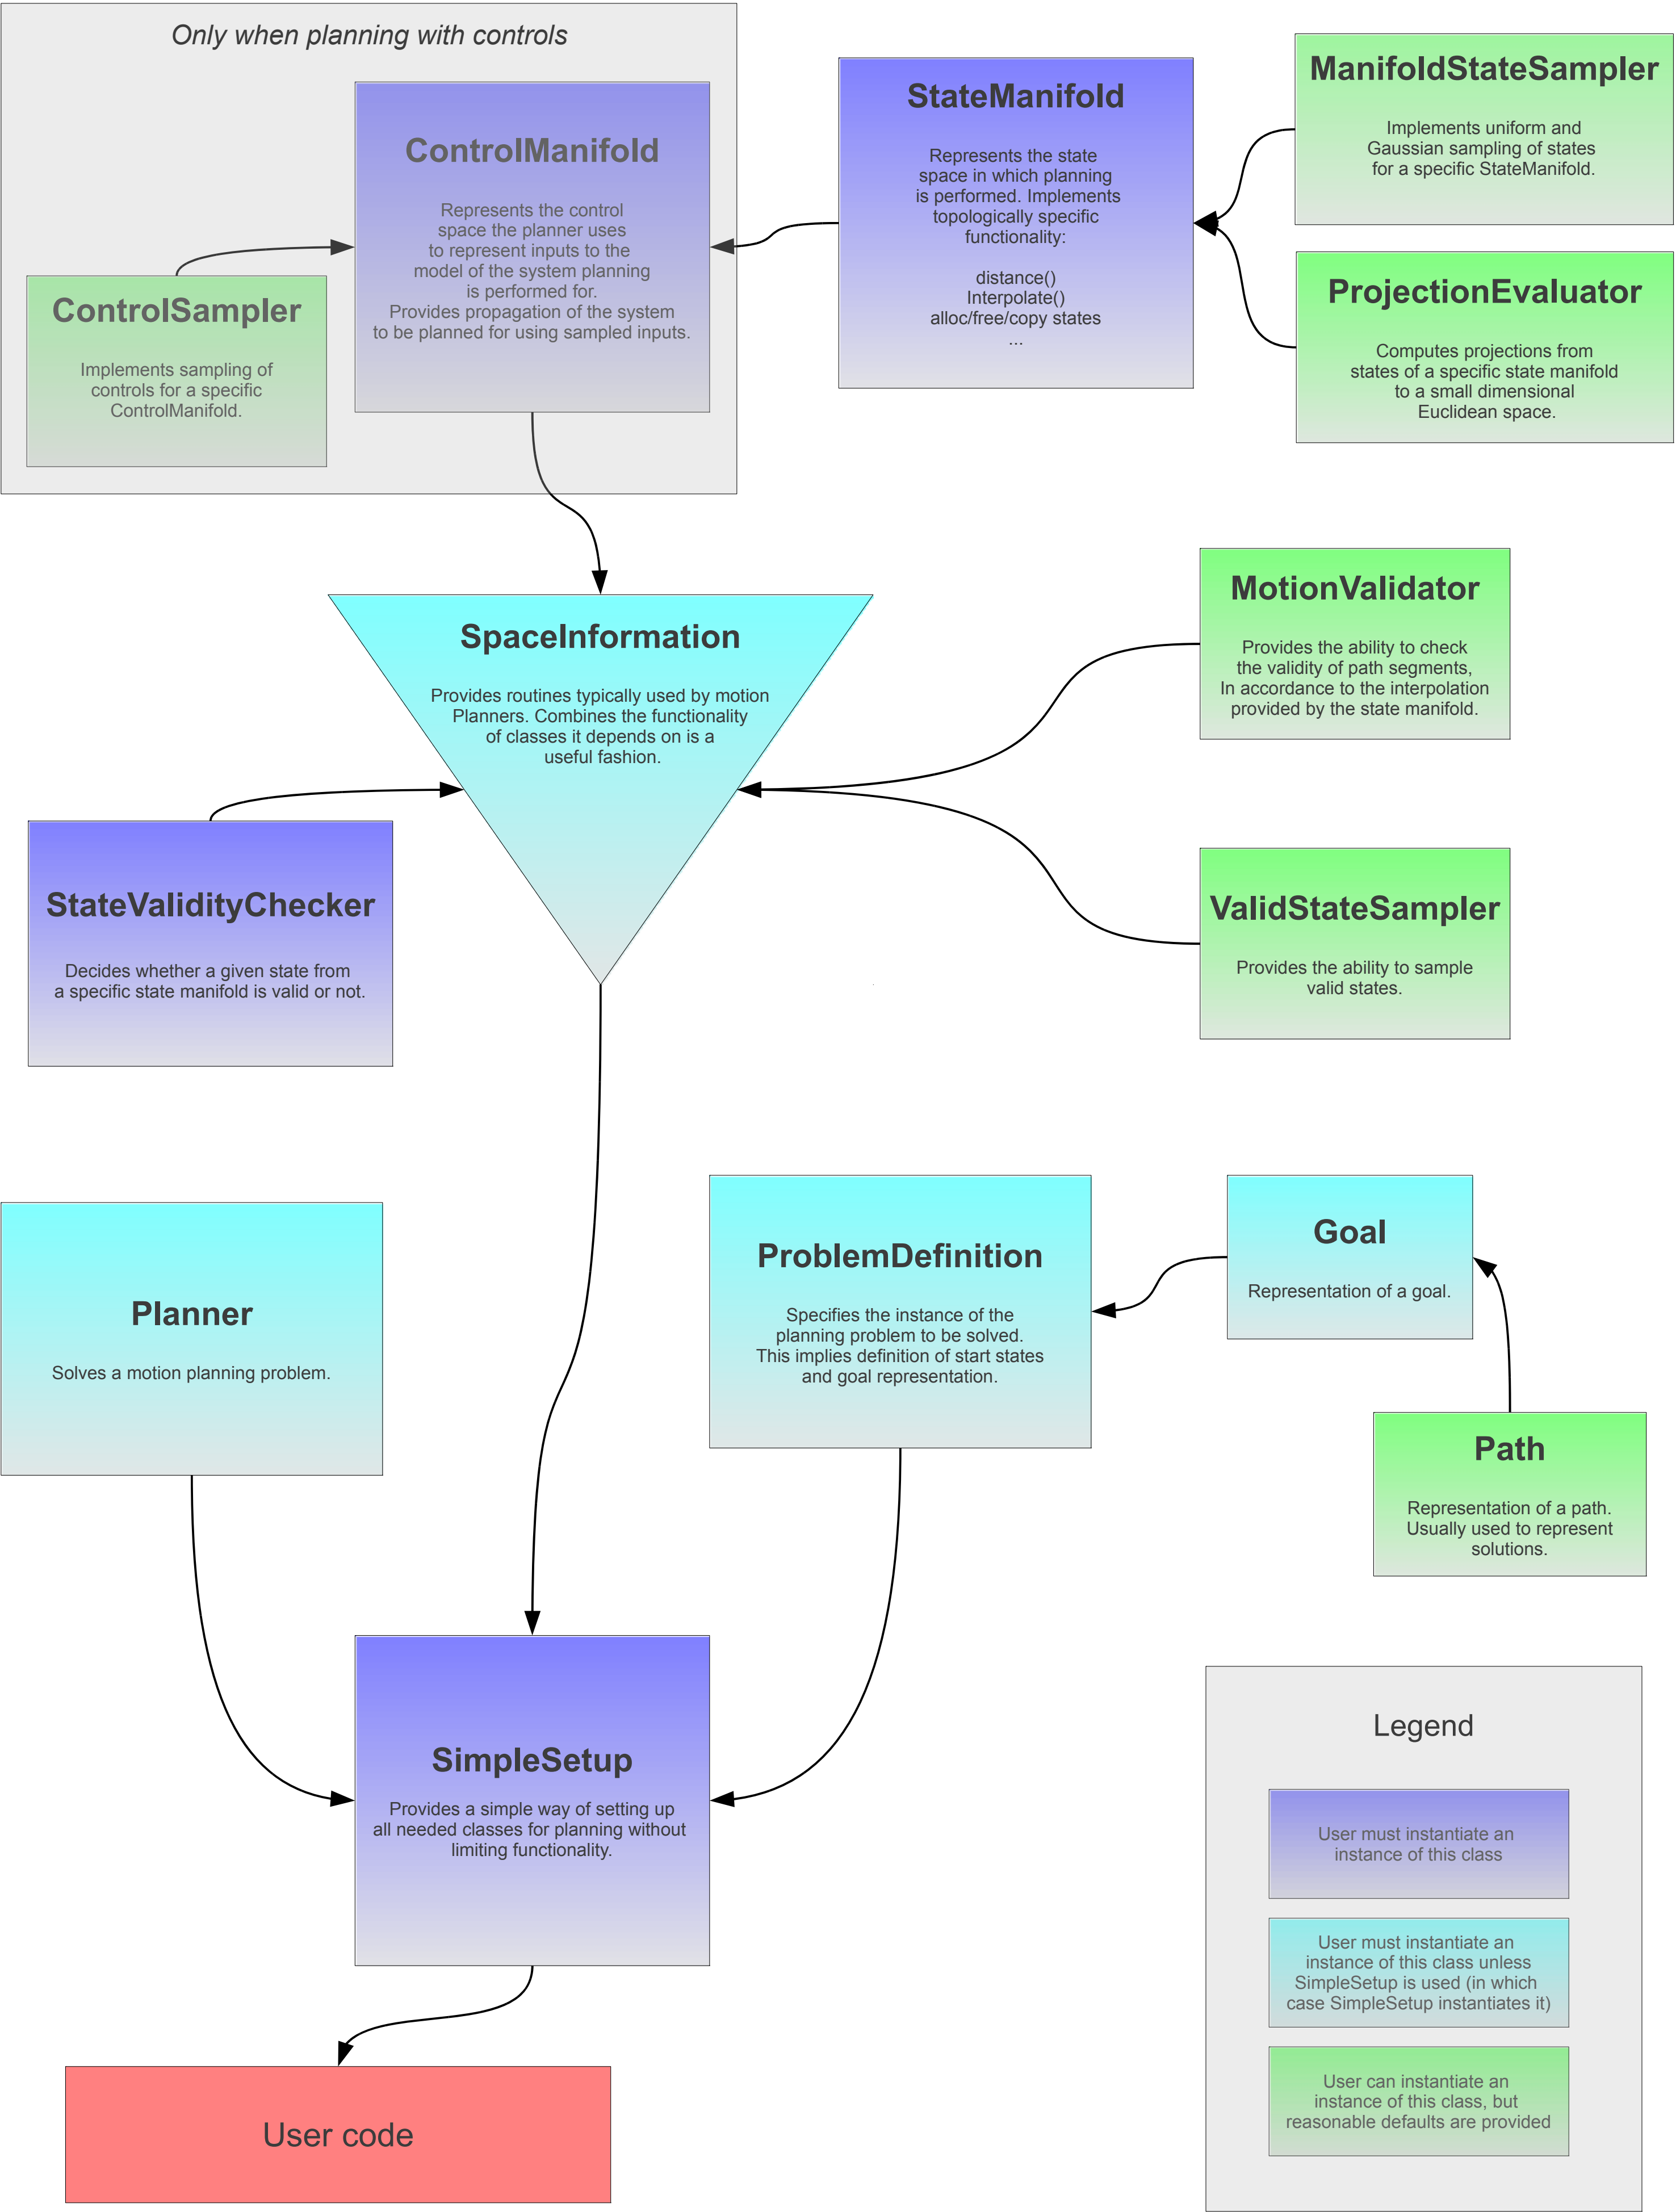 Only when planning with controls
ControlManifold
Represents the control
space the planner uses
to represent inputs to the
model of the system planning
is performed for.
Provides propagation of the system
to be planned for using sampled inputs.
ControlSampler
Implements sampling of
controls for a specific
ControlManifold.
StateManifold
Represents the state
space in which planning
is performed. Implements
topologically specific
functionality:
distance()
Interpolate()
alloc/free/copy states
...
ManifoldStateSampler
Implements uniform and
Gaussian sampling of states
for a specific StateManifold.
ProjectionEvaluator
Computes projections from
states of a specific state manifold
to a small dimensional
Euclidean space.
SpaceInformation
Provides routines typically used by motion
Planners. Combines the functionality
of classes it depends on is a
useful fashion.
MotionValidator
Provides the ability to check
the validity of path segments,
In accordance to the interpolation
provided by the state manifold.
StateValidityChecker
Decides whether a given state from
a specific state manifold is valid or not.
ValidStateSampler
Provides the ability to sample
valid states.
Planner
Solves a motion planning problem.
ProblemDefinition
Specifies the instance of the
planning problem to be solved.
This implies definition of start states
and goal representation.
Goal
Representation of a goal.
Path
Representation of a path.
Usually used to represent
solutions.
SimpleSetup
Provides a simple way of setting up
all needed classes for planning without
limiting functionality.
User code
Legend
User must instantiate an
instance of this class
User must instantiate an
instance of this class unless
SimpleSetup is used (in which
case SimpleSetup instantiates it)
User can instantiate an
instance of this class, but
reasonable defaults are provided